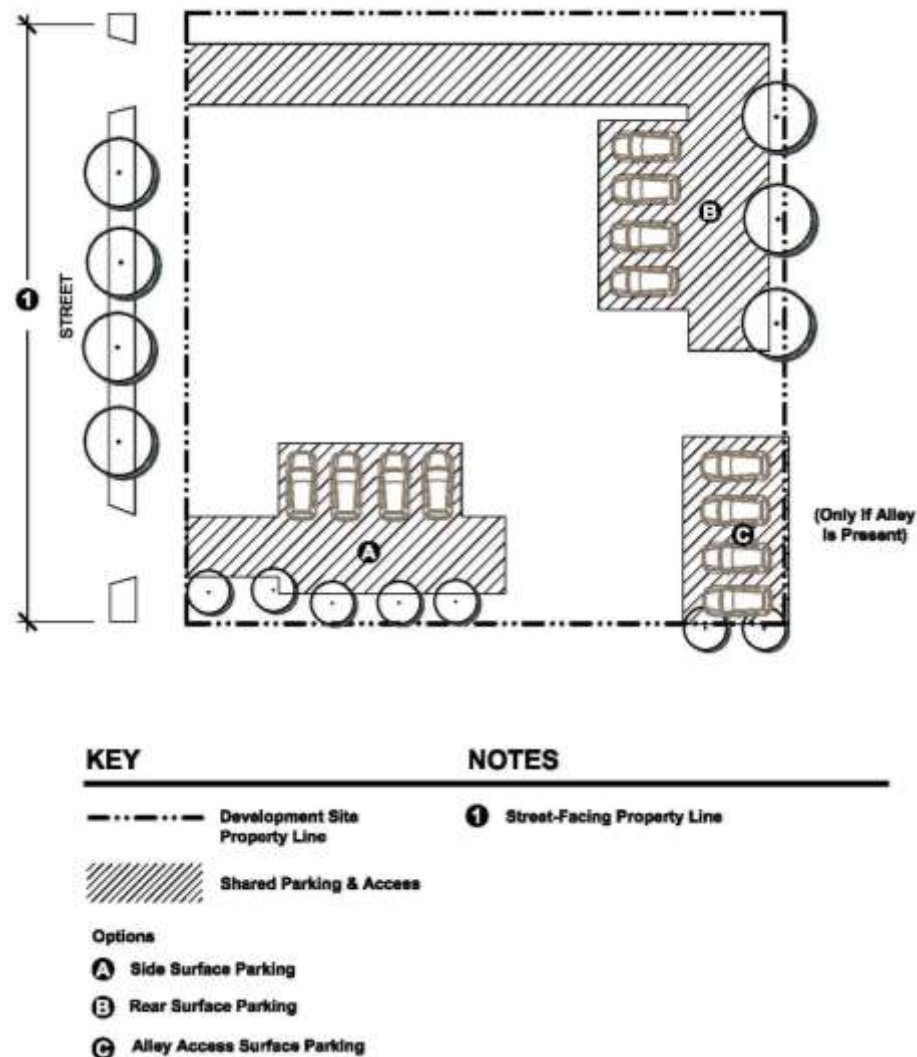 1
STREET
B
A
C
(Only if Alley
is Present)
KEY
NOTES
Development Site
Property Line
1 Street-Facing Property Line
Shared Parking & Access
Options
A Side Surface Parking
B Rear Surface Parking
C Alley Access Surface Parking